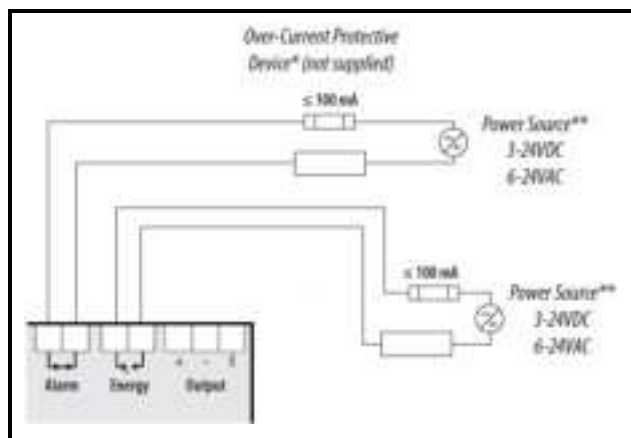 Over-Current Protective
Device* (not supplied)
≤ 100 mA
Power Source**
3-24VDC
6-24VAC
≤ 100 mA
Power Source**
3-24VDC
6-24VAC
+ -
Alarm Energy Output